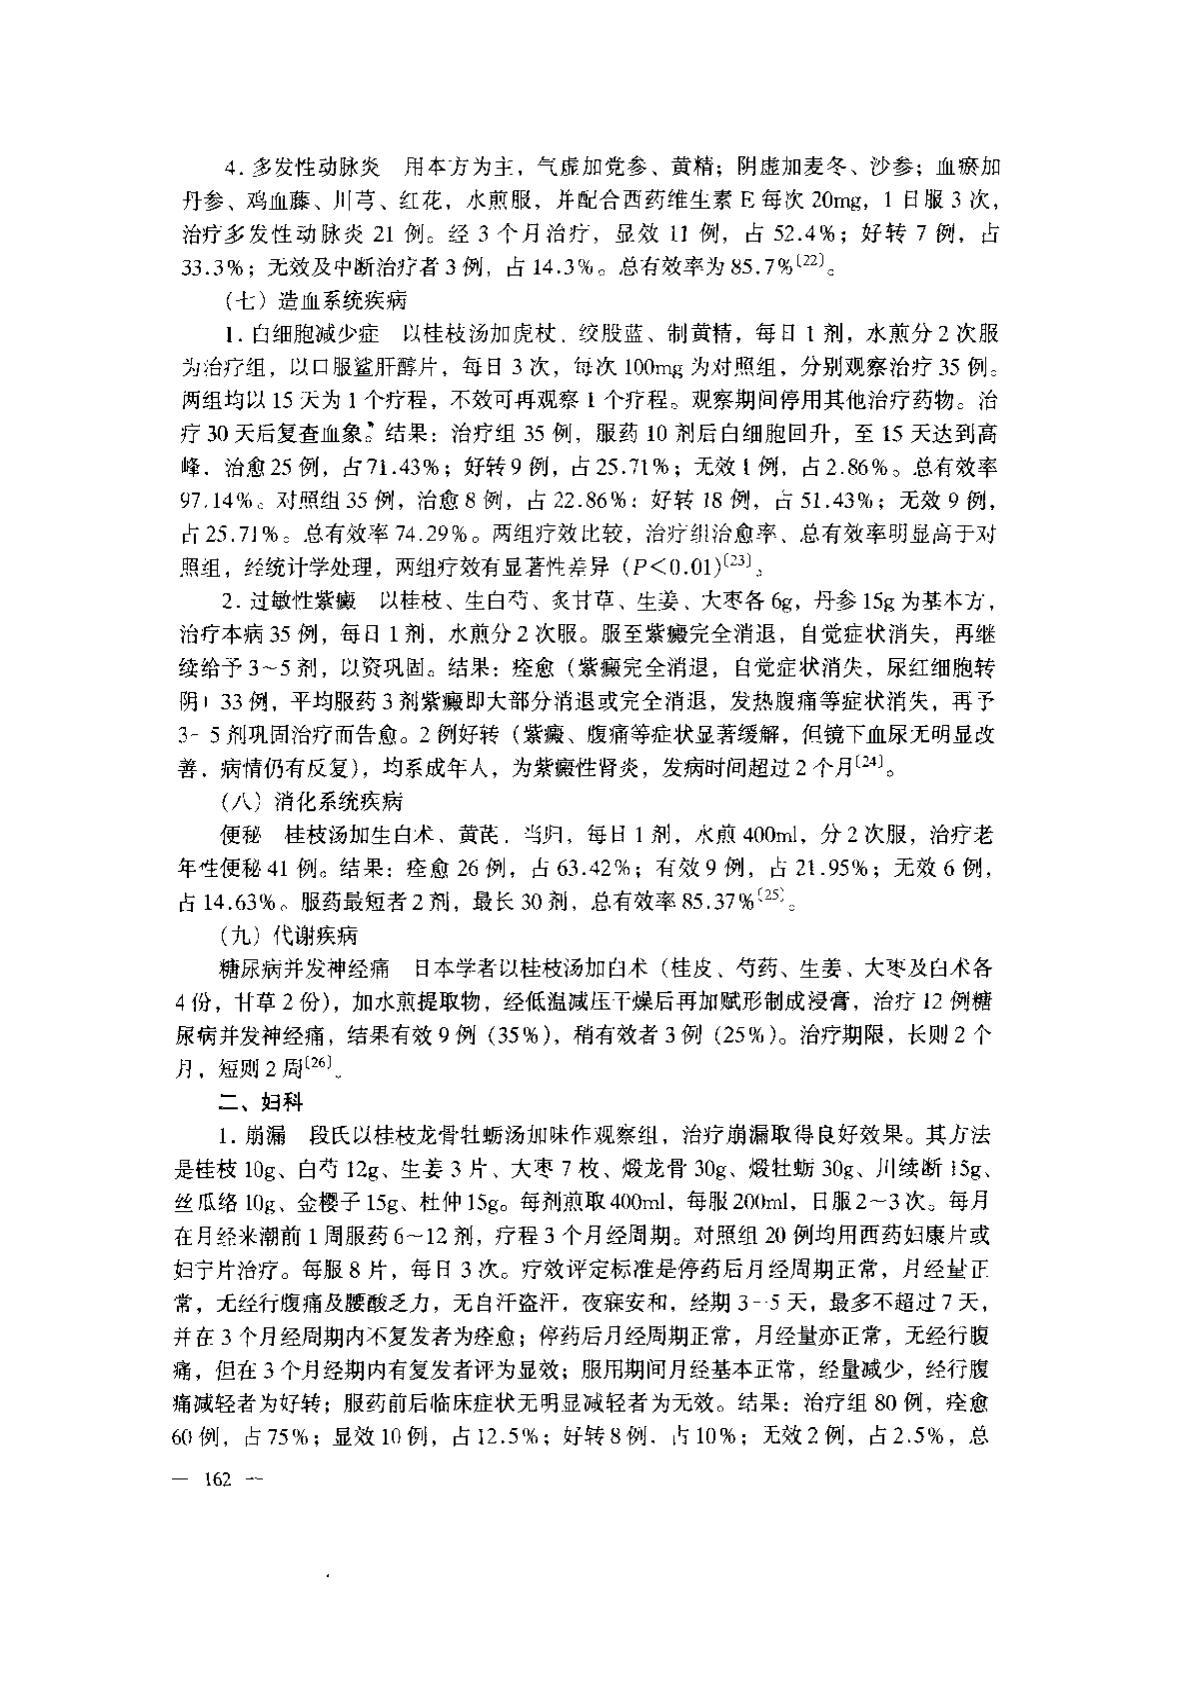 4. 多发性动脉炎 用本方为主，气虚加党参、黄精；阴虚加麦冬、沙参；血瘀加
丹参、鸡血藤、川芎、红花，水煎服，并配合西药维生素 E 每次 20mg，1 日服 3 次，
治疗多发性动脉炎 21 例。经 3 个月治疗，显效 11 例，占 52.4%；好转 7 例，占
33.3%；无效及中断治疗者 3 例，占 14.3%。总有效率为 85.7%〔22〕。
（七）造血系统疾病
1. 白细胞减少症 以桂枝汤加虎杖、绞股蓝、制黄精，每日 1 剂，水煎分 2 次服
为治疗组，以口服鲨肝醇片，每日 3 次，每次 100mg 为对照组，分别观察治疗 35 例。
两组均以 15 天为 1 个疗程，不效可再观察 1 个疗程。观察期间停用其他治疗药物。治
疗 30 天后复查血象。结果：治疗组 35 例，服药 10 剂后白细胞回升，至 15 天达到高
峰．治愈 25 例，占 71.43%；好转 9 例，占 25.71%；无效 1 例，占 2.86%。总有效率
97.14%。对照组 35 例，治愈 8 例，占 22.86%；好转 18 例，占 51.43%；无效 9 例，
占 25.71%。总有效率 74.29%。两组疗效比较，治疗组治愈率、总有效率明显高于对
照组，经统计学处理，两组疗效有显著性差异（P<0.01）〔23〕。
2. 过敏性紫癜 以桂枝、生白芍、炙甘草、生姜、大枣各 6g，丹参 15g 为基本方，
治疗本病 35 例，每日 1 剂，水煎分 2 次服。服至紫癜完全消退，自觉症状消失，再继
续给予 3～5 剂，以资巩固。结果：痊愈（紫癜完全消退，自觉症状消失，尿红细胞转
阴）33 例，平均服药 3 剂紫癜即大部分消退或完全消退，发热腹痛等症状消失，再予
3- 5 剂巩固治疗而告愈。2 例好转（紫癜、腹痛等症状显著缓解，但镜下血尿无明显改
善．病情仍有反复），均系成年人，为紫癜性肾炎，发病时间超过 2 个月〔24〕。
（八）消化系统疾病
便秘 桂枝汤加生白术、黄芪．当归，每日 1 剂，水煎 400ml，分 2 次服，治疗老
年性便秘 41 例。结果：痊愈 26 例，占 63.42%；有效 9 例，占 21.95%；无效 6 例，
占 14.63%。服药最短者 2 剂，最长 30 剂，总有效率 85.37%〔25〕。
（九）代谢疾病
糖尿病并发神经痛 日本学者以桂枝汤加白术（桂皮、芍药、生姜、大枣及白术各
4 份，甘草 2 份），加水煎提取物，经低温减压干燥后再加赋形制成浸膏，治疗 12 例糖
尿病并发神经痛，结果有效 9 例（35%），稍有效者 3 例（25%）。治疗期限，长则 2 个
月，短则 2 周〔26〕。
二、妇科
1. 崩漏 段氏以桂枝龙骨牡蛎汤加味作观察组，治疗崩漏取得良好效果。其方法
是桂枝 10g、白芍 12g、生姜 3 片、大枣 7 枚、煅龙骨 30g、煅牡蛎 30g、川续断 15g、
丝瓜络 10g、金樱子 15g、杜仲 15g。每剂煎取 400ml，每服 200ml，日服 2～3 次。每月
在月经来潮前 1 周服药 6～12 剂，疗程 3 个月经周期。对照组 20 例均用西药妇康片或
妇宁片治疗。每服 8 片，每日 3 次。疗效评定标准是停药后月经周期正常，月经量正
常，无经行腹痛及腰酸乏力，无自汗盗汗，夜寐安和，经期 3--5 天，最多不超过 7 天，
并在 3 个月经周期内不复发者为痊愈；停药后月经周期正常，月经量亦正常，无经行腹
痛，但在 3 个月经期内有复发者评为显效；服用期间月经基本正常，经量减少，经行腹
痛减轻者为好转；服药前后临床症状无明显减轻者为无效。结果：治疗组 80 例，痊愈
60 例，占 75%；显效 10 例，占 12.5%；好转 8 例．占 10%；无效 2 例，占 2.5%，总
— 162 —